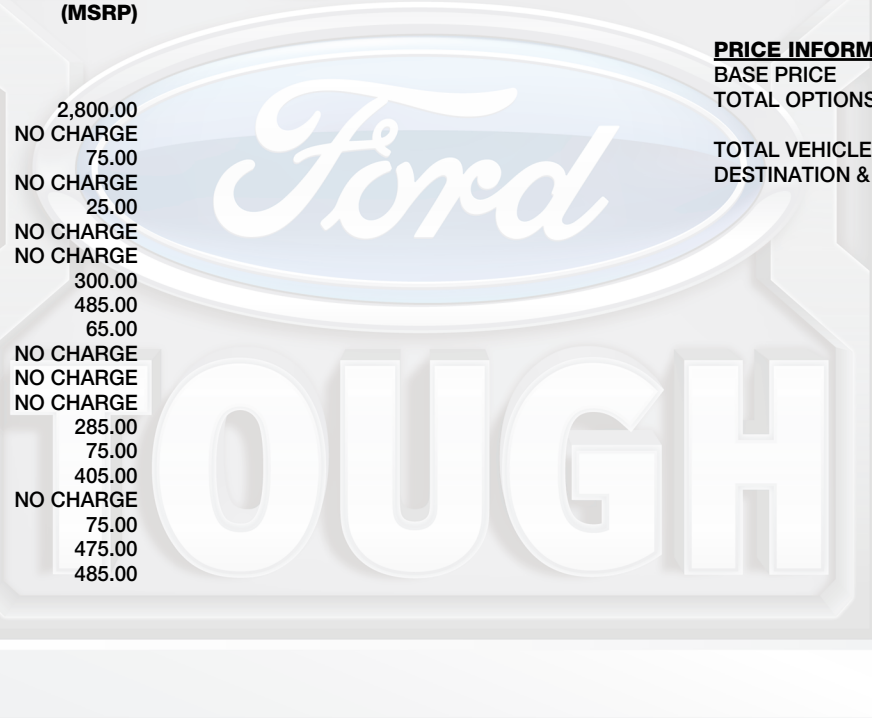 (MSRP)
2,800.00
NO CHARGE
75.00
NO CHARGE
25.00
NO CHARGE
NO CHARGE
300.00
485.00
65.00
NO CHARGE
NO CHARGE
NO CHARGE
285.00
75.00
405.00
NO CHARGE
75.00
475.00
485.00
PRICE INFORM
BASE PRICE
TOTAL OPTIONS
TOTAL VEHICLE
DESTINATION &
Ford
TOUGH